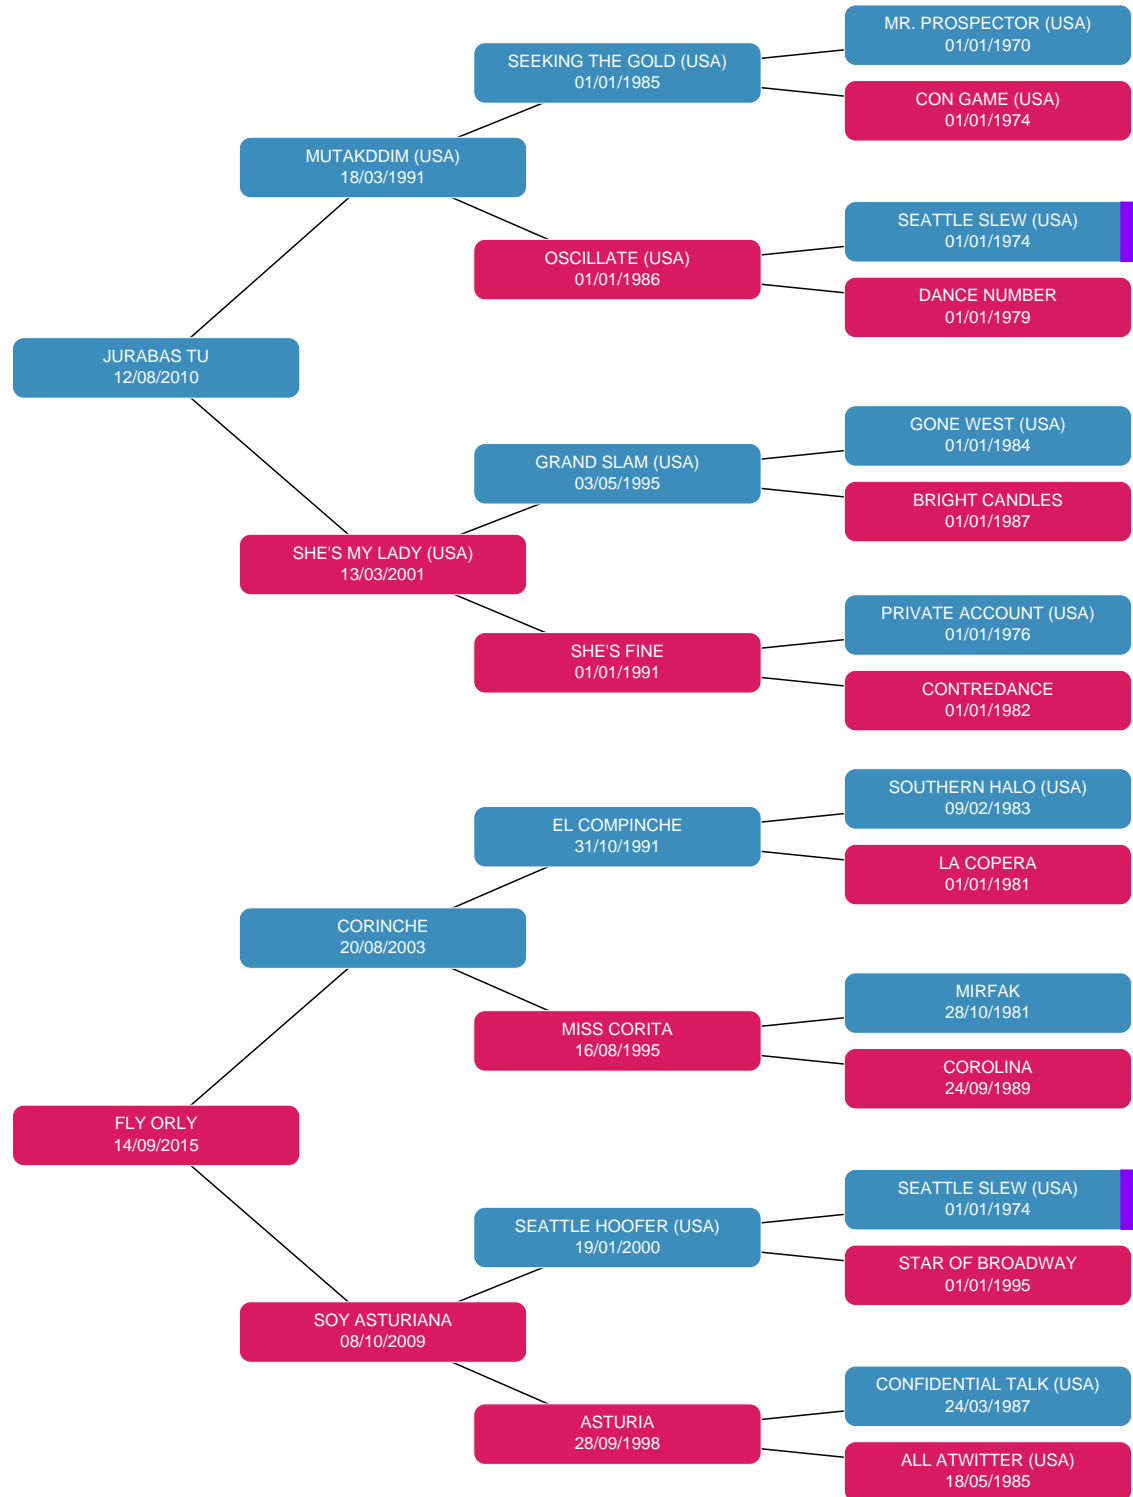 MR. PROSPECTOR (USA)
01/01/1970
SEEKING THE GOLD (USA)
01/01/1985
CON GAME (USA)
01/01/1974
MUTAKDDIM (USA)
18/03/1991
SEATTLE SLEW (USA)
01/01/1974
OSCILLATE (USA)
01/01/1986
DANCE NUMBER
01/01/1979
JURABAS TU
12/08/2010
GONE WEST (USA)
01/01/1984
GRAND SLAM (USA)
03/05/1995
BRIGHT CANDLES
01/01/1987
SHE'S MY LADY (USA)
13/03/2001
PRIVATE ACCOUNT (USA)
01/01/1976
SHE'S FINE
01/01/1991
CONTREDANCE
01/01/1982
SOUTHERN HALO (USA)
09/02/1983
EL COMPINCHE
31/10/1991
LA COPERA
01/01/1981
CORINCHE
20/08/2003
MIRFAK
28/10/1981
MISS CORITA
16/08/1995
COROLINA
24/09/1989
FLY ORLY
14/09/2015
SEATTLE SLEW (USA)
01/01/1974
SEATTLE HOOFER (USA)
19/01/2000
STAR OF BROADWAY
01/01/1995
SOY ASTURIANA
08/10/2009
CONFIDENTIAL TALK (USA)
24/03/1987
ASTURIA
28/09/1998
ALL ATWITTER (USA)
18/05/1985